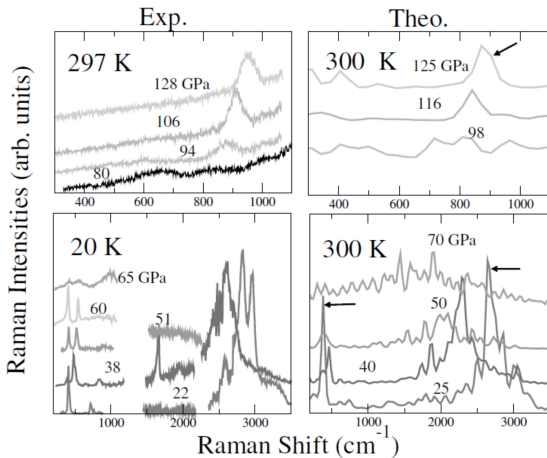 Exp.
Theo.
Raman Intensities (arb. units)
297 K
128 GPa
106
94
80
400
600
800
1000
300 K
125 GPa
116
98
400
600
800
1000
20 K
65 GPa
60
51
38
22
1000
2000
3000
300 K
70 GPa
50
40
25
1000
2000
3000
Raman Shift (cm⁻¹)